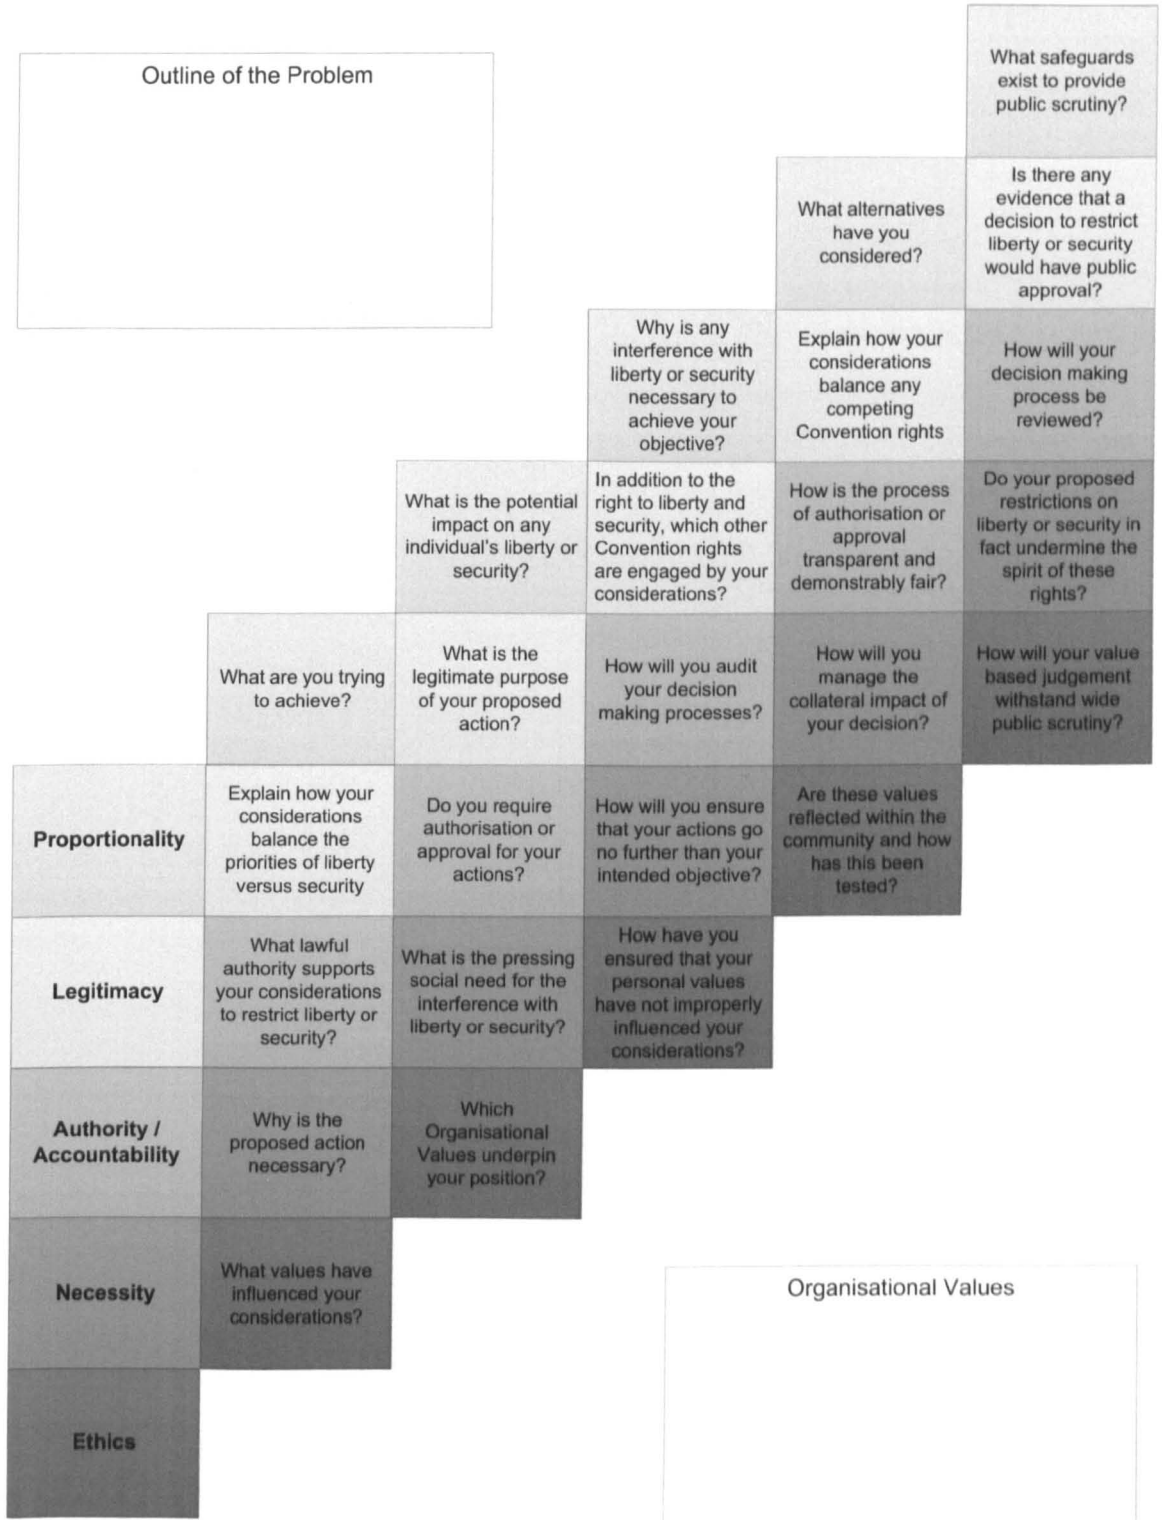 Outline of the Problem
What safeguards
exist to provide
public scrutiny?
What alternatives
have you
considered?
Is there any
evidence that a
decision to restrict
liberty or security
would have public
approval?
Why is any
interference with
liberty or security
necessary to
achieve your
objective?
Explain how your
considerations
balance any
competing
Convention rights
How will your
decision making
process be
reviewed?
What is the potential
impact on any
individual's liberty or
security?
In addition to the
right to liberty and
security, which other
Convention rights
are engaged by your
considerations?
How is the process
of authorisation or
approval
transparent and
demonstrably fair?
Do your proposed
restrictions on
liberty or security in
fact undermine the
spirit of these
rights?
What are you trying
to achieve?
What is the
legitimate purpose
of your proposed
action?
How will you audit
your decision
making processes?
How will you
manage the
collateral impact of
your decision?
How will your value
based judgement
withstand wide
public scrutiny?
Proportionality
Explain how your
considerations
balance the
priorities of liberty
versus security
Do you require
authorisation or
approval for your
actions?
How will you ensure
that your actions go
no further than your
intended objective?
Are these values
reflected within the
community and how
has this been
tested?
Legitimacy
What lawful
authority supports
your considerations
to restrict liberty or
security?
What is the pressing
social need for the
interference with
liberty or security?
How have you
ensured that your
personal values
have not improperly
influenced your
considerations?
Authority /
Accountability
Why is the
proposed action
necessary?
Which
Organisational
Values underpin
your position?
Necessity
What values have
influenced your
considerations?
Organisational Values
Ethics